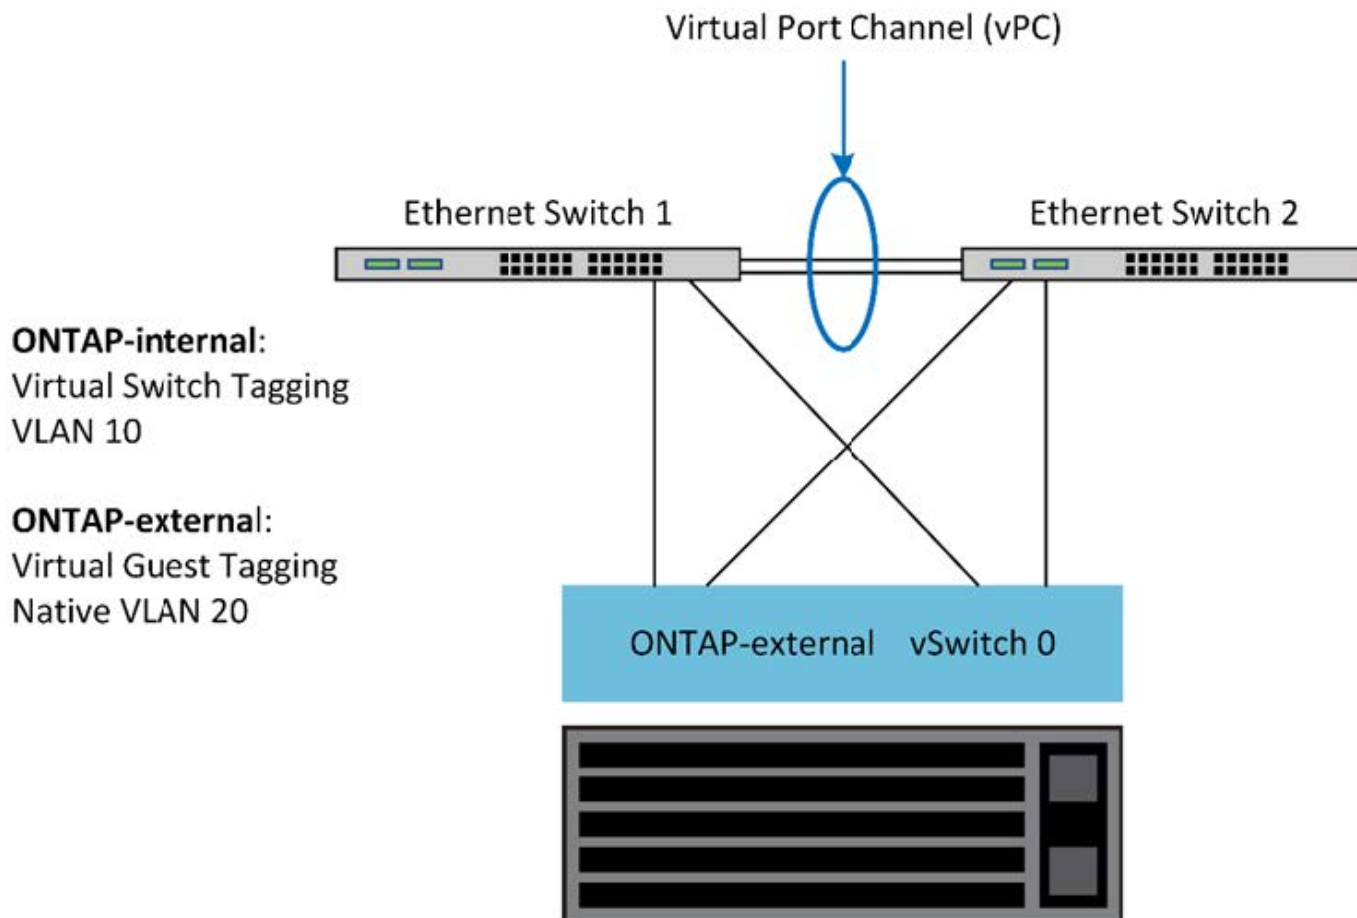 Virtual Port Channel (vPC)
Ethernet Switch 1
Ethernet Switch 2
ONTAP-internal:
Virtual Switch Tagging
VLAN 10
ONTAP-external:
Virtual Guest Tagging
Native VLAN 20
ONTAP-external vSwitch 0